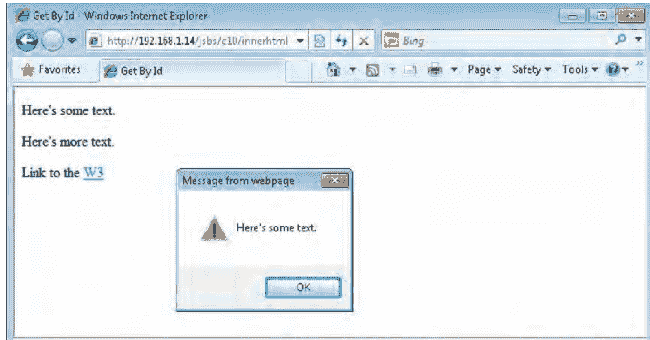 Get By Id - Windows Internet Explorer
http://192.168.1.14/jsbs/c10/innerhtml
Bing
Favorites
Get By Id
Page
Safety
Tools
Here's some text.
Here's more text.
Link to the W3
Message from webpage
Here's some text.
OK